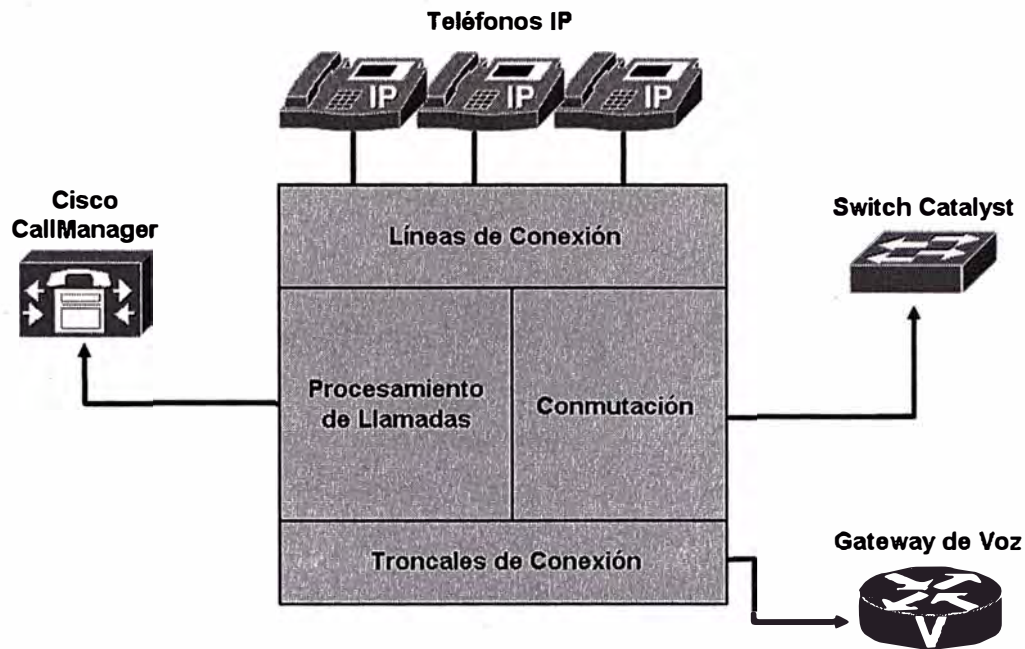 Teléfonos IP
IP
IP
IP
Cisco
CallManager
Switch Catalyst
Líneas de Conexión
Procesamiento
de Llamadas
Conmutación
Troncales de Conexión
Gateway de Voz
V